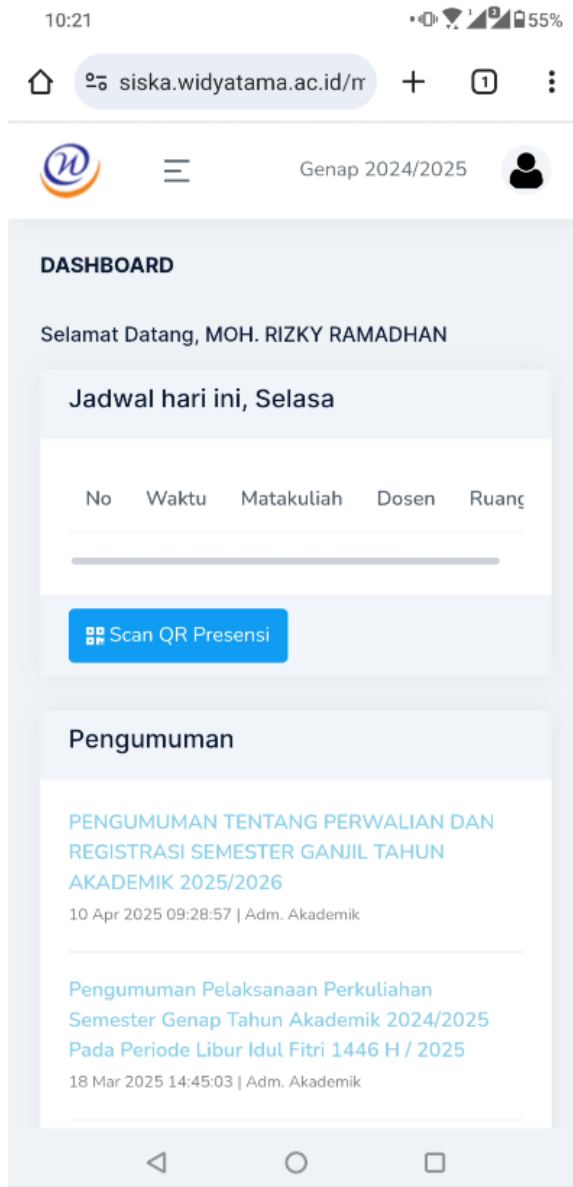 10:21
55%
siska.widyatama.ac.id/m
1
Genap 2024/2025
DASHBOARD
Selamat Datang, MOH. RIZKY RAMADHAN
Jadwal hari ini, Selasa
No Waktu Matakuliah Dosen Ruang
Scan QR Presensi
Pengumuman
PENGUMUMAN TENTANG PERWALIAN DAN
REGISTRASI SEMESTER GANJIL TAHUN
AKADEMIK 2025/2026
10 Apr 2025 09:28:57 | Adm. Akademik
Pengumuman Pelaksanaan Perkuliahan
Semester Genap Tahun Akademik 2024/2025
Pada Periode Libur Idul Fitri 1446 H / 2025
18 Mar 2025 14:45:03 | Adm. Akademik